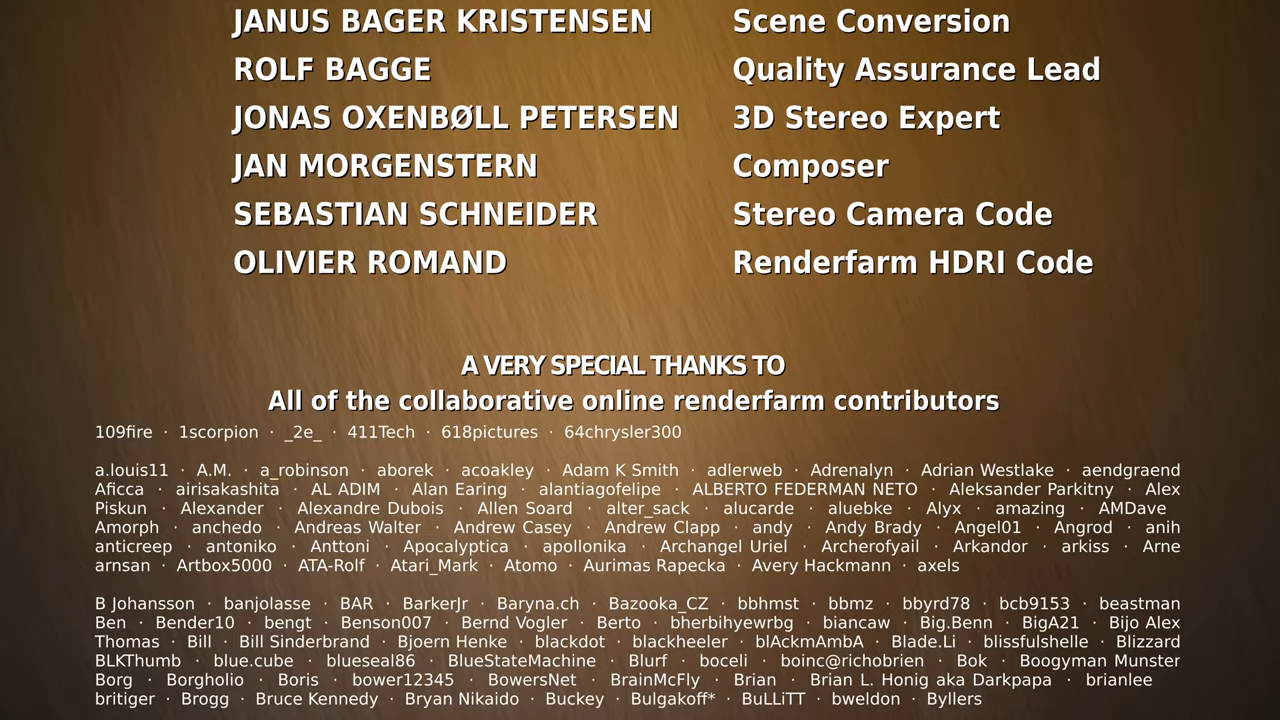 JANUS BAGER KRISTENSEN Scene Conversion
ROLF BAGGE Quality Assurance Lead
JONAS OXENBØLL PETERSEN 3D Stereo Expert
JAN MORGENSTERN Composer
SEBASTIAN SCHNEIDER Stereo Camera Code
OLIVIER ROMAND Renderfarm HDRI Code
A VERY SPECIAL THANKS TO
All of the collaborative online renderfarm contributors
109fire · 1scorpion · _2e_ · 411Tech · 618pictures · 64chrysler300
a.louis11 · A.M. · a_robinson · aborek · acoakley · Adam K Smith · adlerweb · Adrenalyn · Adrian Westlake · aendgraend
Aficca · airisakashita · AL ADIM · Alan Earing · alantiagofelipe · ALBERTO FEDERMAN NETO · Aleksander Parkitny · Alex
Piskun · Alexander · Alexandre Dubois · Allen Soard · alter_sack · alucarde · aluebke · Alyx · amazing · AMDave
Amorph · anchedo · Andreas Walter · Andrew Casey · Andrew Clapp · andy · Andy Brady · Angel01 · Angrod · anih
anticreep · antoniko · Anttoni · Apocalyptica · apollonika · Archangel Uriel · Archerofyail · Arkandor · arkiss · Arne
arnsan · Artbox5000 · ATA-Rolf · Atari_Mark · Atomo · Aurimas Rapecka · Avery Hackmann · axels
B Johansson · banjolasse · BAR · BarkerJr · Baryna.ch · Bazooka_CZ · bbhmst · bbmz · bbyrd78 · bcb9153 · beastman
Ben · Bender10 · bengt · Benson007 · Bernd Vogler · Berto · bherbihyewrbg · biancaw · Big.Benn · BigA21 · Bijo Alex
Thomas · Bill · Bill Sinderbrand · Bjoern Henke · blackdot · blackheeler · blAckmAmbA · Blade.Li · blissfulshelle · Blizzard
BLKThumb · blue.cube · blueseal86 · BlueStateMachine · Blurf · boceli · boinc@richobrien · Bok · Boogyman Munster
Borg · Borgholio · Boris · bower12345 · BowersNet · BrainMcFly · Brian · Brian L. Honig aka Darkpapa · brianlee
britiger · Brogg · Bruce Kennedy · Bryan Nikaido · Buckey · Bulgakoff* · BuLLiTT · bweldon · Byllers